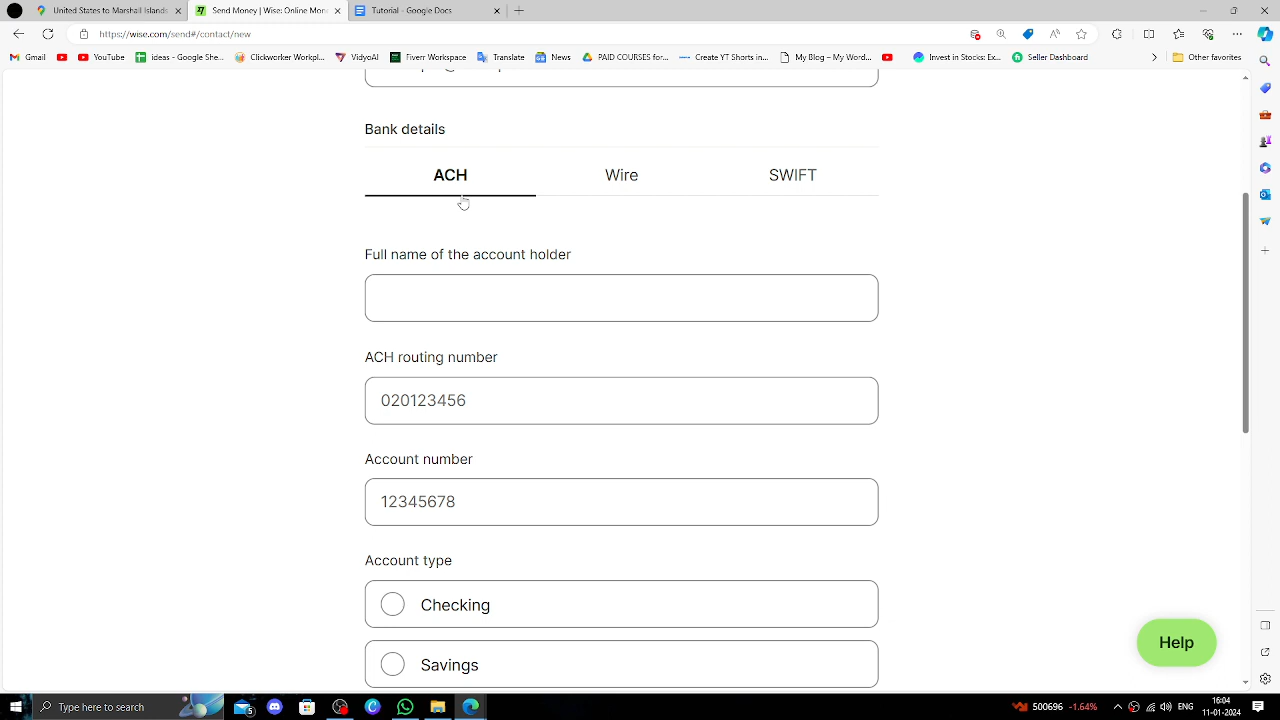 United States to Marshall Islands
Send Money | Wise: Online Mon
Tutorial - Google Docs
https://wise.com/send#/contact/new
Gmail
YouTube
ideas - Google She...
Clickworker Workpl...
VidyoAI
Fiverr Workspace
Translate
News
PAID COURSES for...
Create YT Shorts in...
My Blog – My Word...
Invest in Stocks: Ex...
Seller Dashboard
Other favorites
Bank details
ACH
Wire
SWIFT
Full name of the account holder
ACH routing number
020123456
Account number
12345678
Account type
Checking
Savings
Help
Type here to search
500696 -1.64%
ENG
16:04
11-01-2024